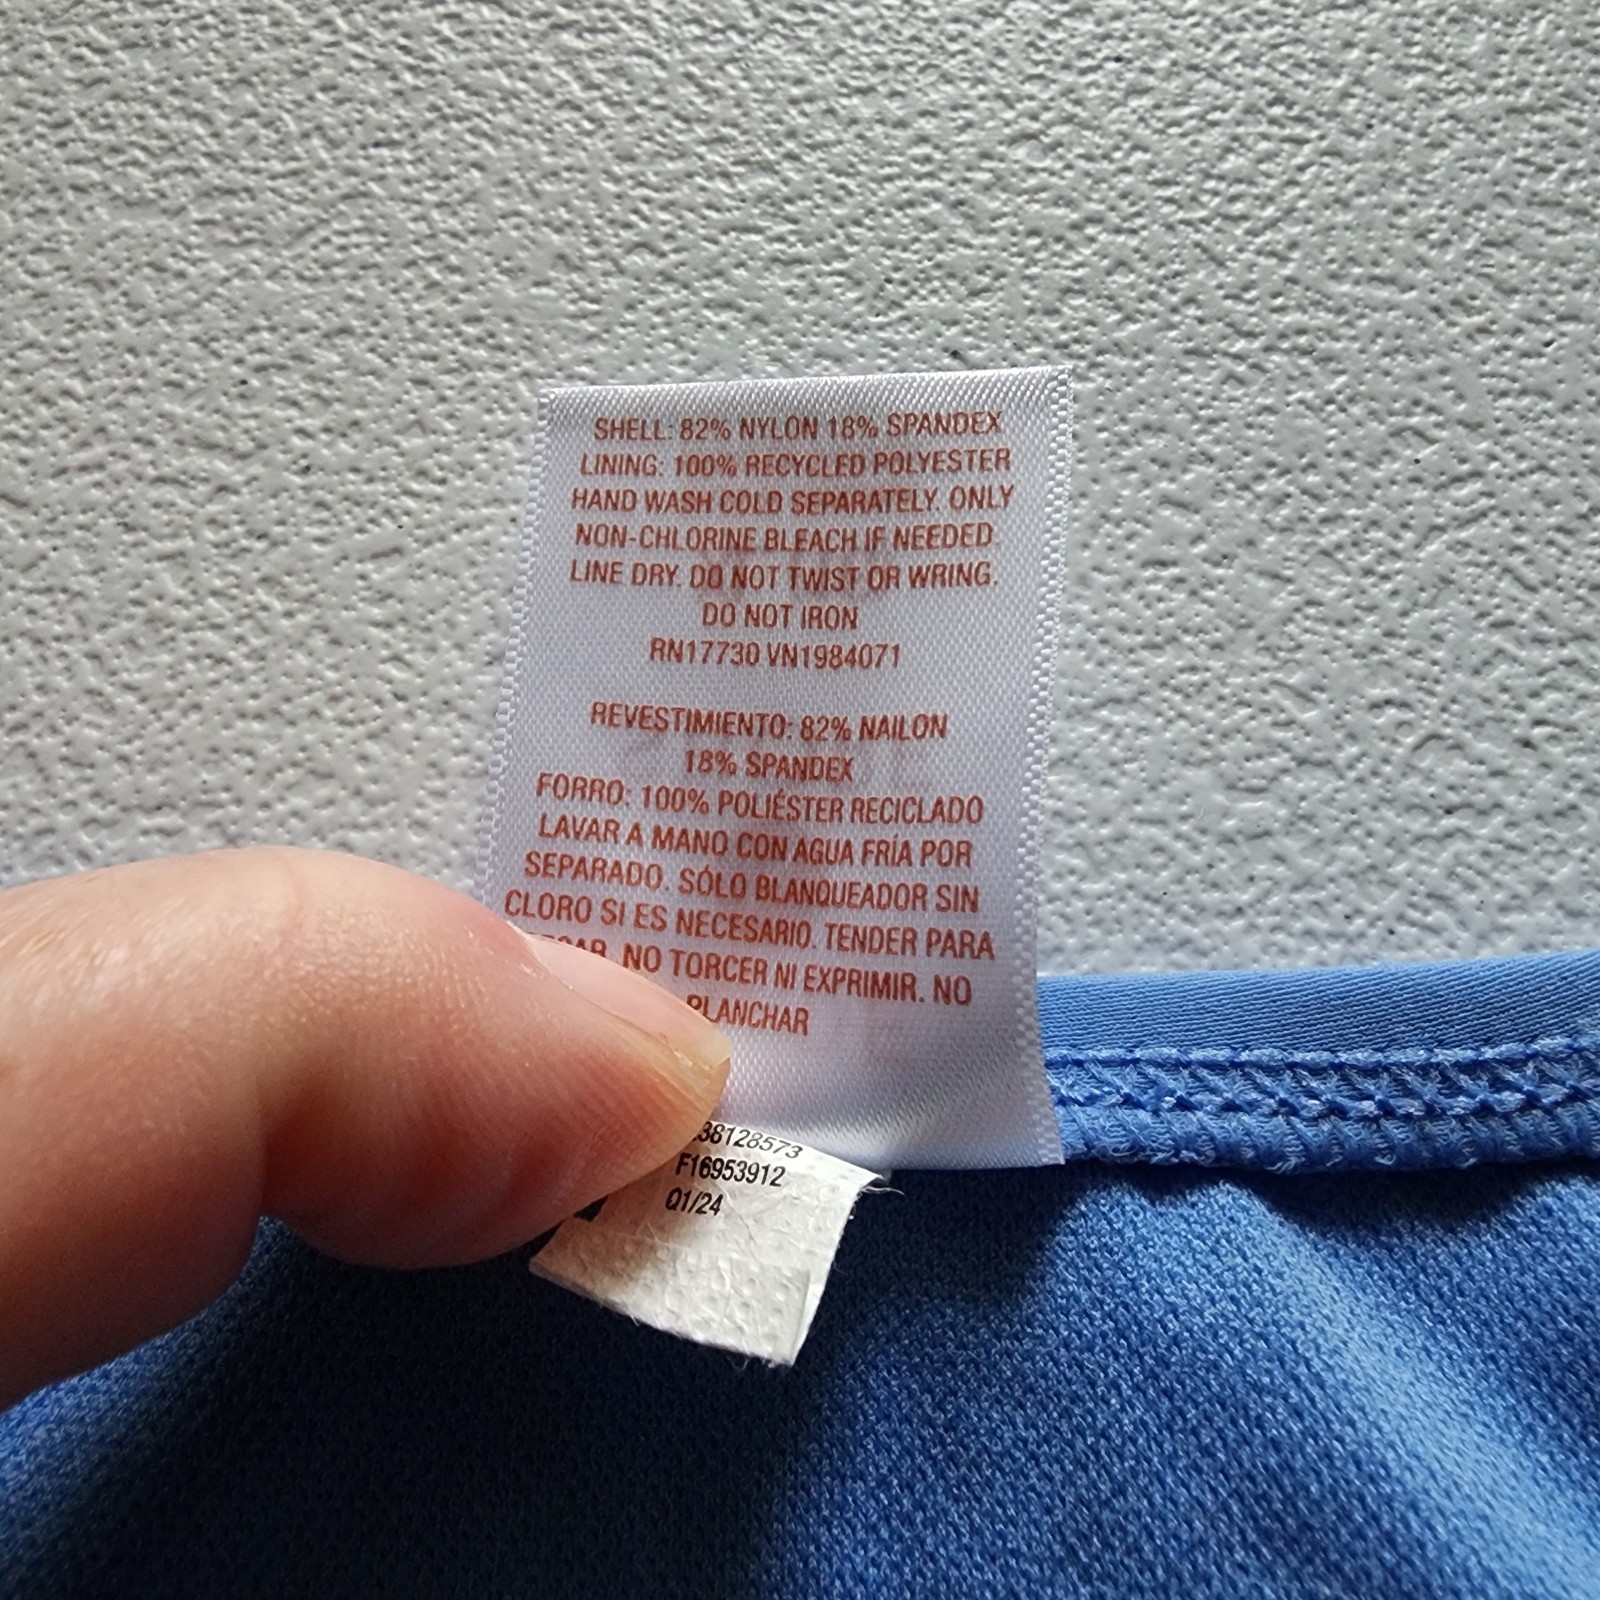 SHELL: 82% NYLON 18% SPANDEX
LINING: 100% RECYCLED POLYESTER
HAND WASH COLD SEPARATELY. ONLY
NON-CHLORINE BLEACH IF NEEDED.
LINE DRY. DO NOT TWIST OR WRING.
DO NOT IRON
RN17730 VN1984071
REVESTIMIENTO: 82% NAILON
18% SPANDEX
FORRO: 100% POLIÉSTER RECICLADO
LAVAR A MANO CON AGUA FRÍA POR
SEPARADO. SÓLO BLANQUEADOR SIN
CLORO SI ES NECESARIO. TENDER PARA
NO TORCER NI EXPRIMIR. NO
PLANCHAR
38128573
F16953912
Q1/24